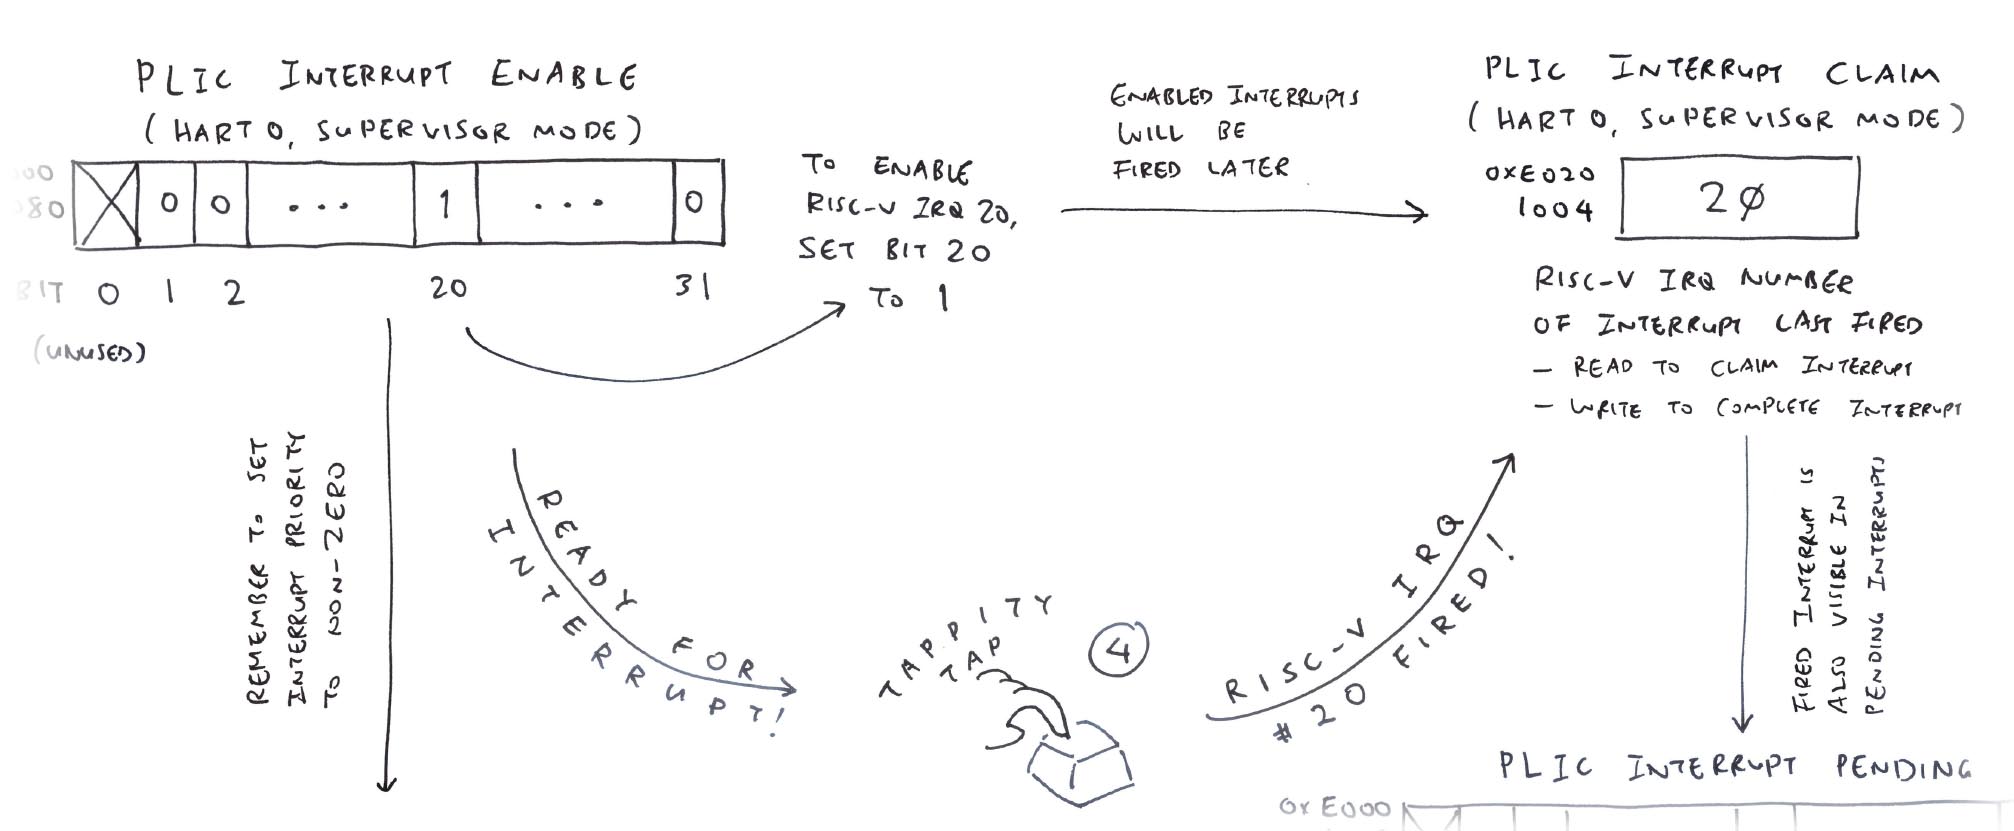 PLIC INTERRUPT ENABLE
(HART 0, SUPERVISOR MODE)
00
80
0 0 ... 1 ... 0
BIT 0 1 2 20 31
(UNUSED)
TO ENABLE
RISC-V IRQ 20,
SET BIT 20
TO 1
ENABLED INTERRUPTS
WILL BE
FIRED LATER
PLIC INTERRUPT CLAIM
(HART 0, SUPERVISOR MODE)
0xE020
1004
20
RISC-V IRQ NUMBER
OF INTERRUPT LAST FIRED
- READ TO CLAIM INTERRUPT
- WRITE TO COMPLETE INTERRUPT
REMEMBER TO SET
INTERRUPT PRIORITY
TO NON-ZERO
READY FOR
INTERRUPT!
TAPPITY
TAP
4
RISC-V IRQ
#20 FIRED!
FIRED INTERRUPT IS
ALSO VISIBLE IN
PENDING INTERRUPTS
PLIC INTERRUPT PENDING
0xE000